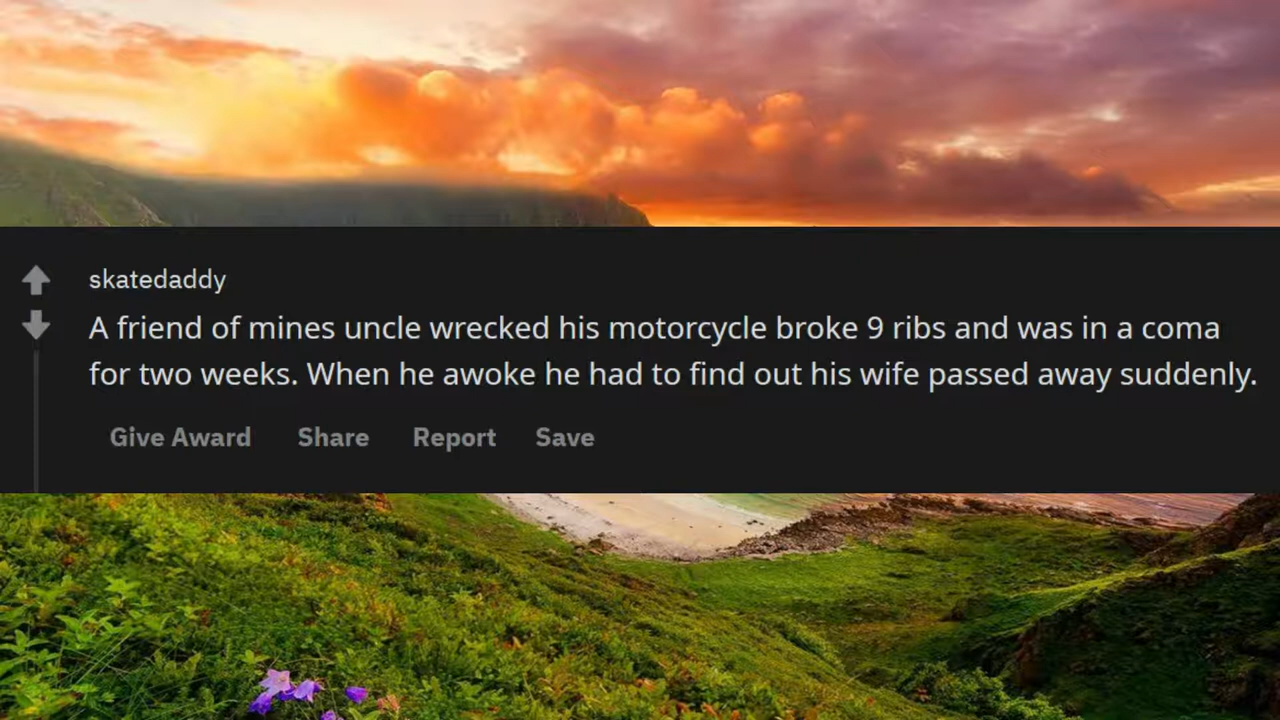 skatedaddy
A friend of mines uncle wrecked his motorcycle broke 9 ribs and was in a coma
for two weeks. When he awoke he had to find out his wife passed away suddenly.
Give Award Share Report Save